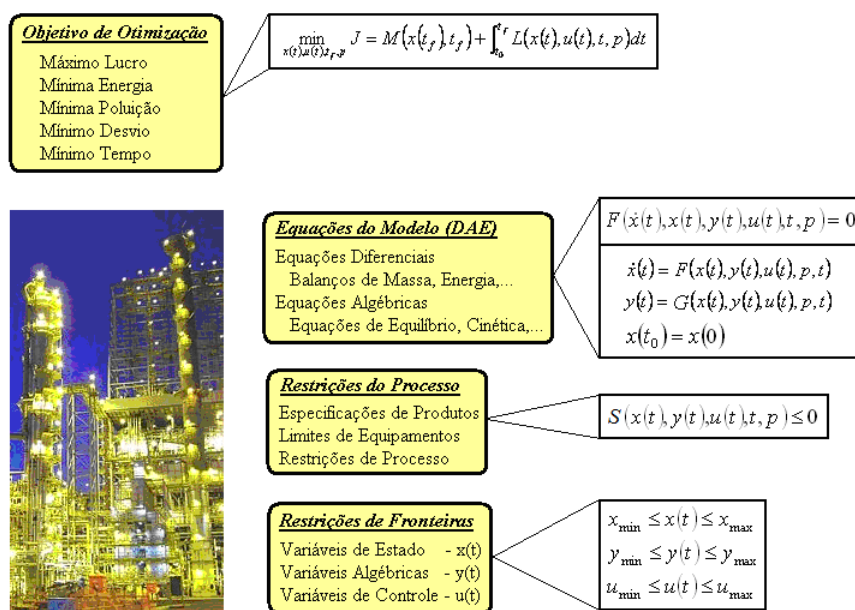 Objetivo de Otimização
Máximo Lucro
Mínima Energia
Mínima Poluição
Mínimo Desvio
Mínimo Tempo
min J = M(x(t_f), t_f) + ∫_{t_0}^{t_f} L(x(t), u(t), t, p)dt
x(t),u(t),t_f,p
Equações do Modelo (DAE)
Equações Diferenciais
Balanços de Massa, Energia,...
Equações Algébricas
Equações de Equilíbrio, Cinética,...
F(ẋ(t), x(t), y(t), u(t), t, p) = 0
ẋ(t) = F(x(t), y(t), u(t), p, t)
y(t) = G(x(t), y(t), u(t), p, t)
x(t_0) = x(0)
Restrições do Processo
Especificações de Produtos
Limites de Equipamentos
Restrições de Processo
S(x(t), y(t), u(t), t, p) ≤ 0
Restrições de Fronteiras
Variáveis de Estado - x(t)
Variáveis Algébricas - y(t)
Variáveis de Controle - u(t)
x_min ≤ x(t) ≤ x_max
y_min ≤ y(t) ≤ y_max
u_min ≤ u(t) ≤ u_max